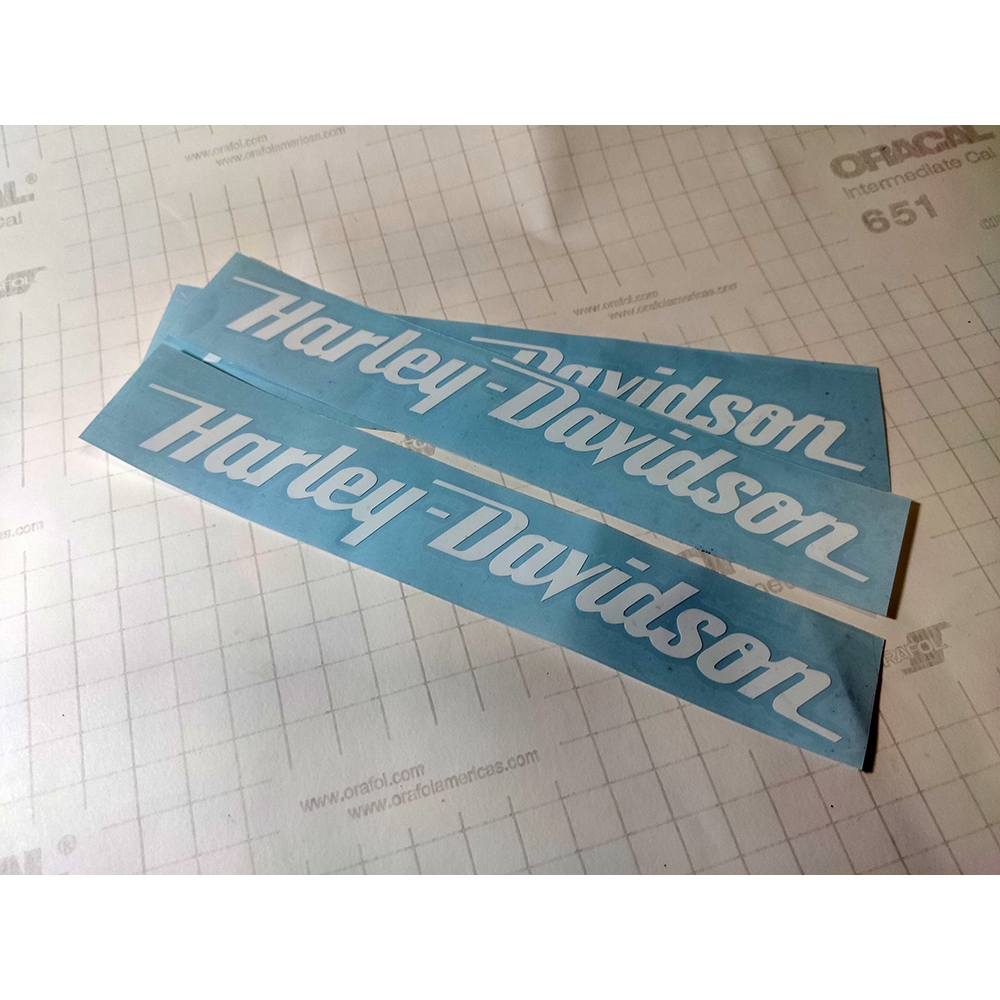 www.orafol.com
www.orafolamericas.com
ORACAL
Intermediate Cal
651
www.orafol.com
www.orafolamericas.com
Davidson
Harley-Davidson
Harley-Davidson
ORAFOL
www.orafol.com
www.orafolamericas.com